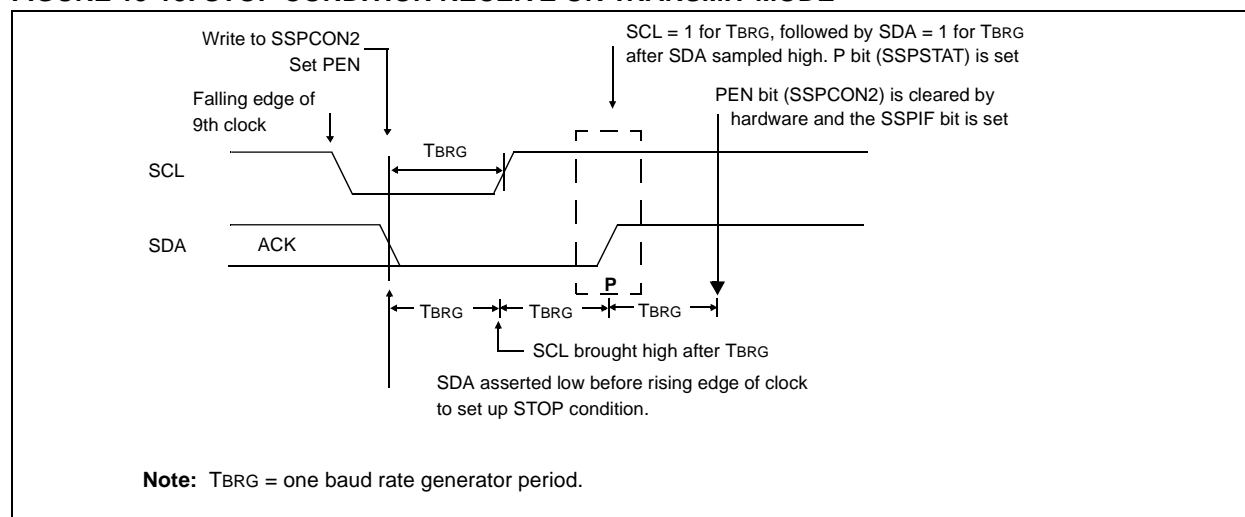 Write to SSPCON2
Set PEN
SCL = 1 for TBRG, followed by SDA = 1 for TBRG
after SDA sampled high. P bit (SSPSTAT) is set
Falling edge of
9th clock
PEN bit (SSPCON2) is cleared by
hardware and the SSPIF bit is set
TBRG
SCL
SDA
ACK
P
TBRG
TBRG
TBRG
SCL brought high after TBRG
SDA asserted low before rising edge of clock
to set up STOP condition.
Note: TBRG = one baud rate generator period.